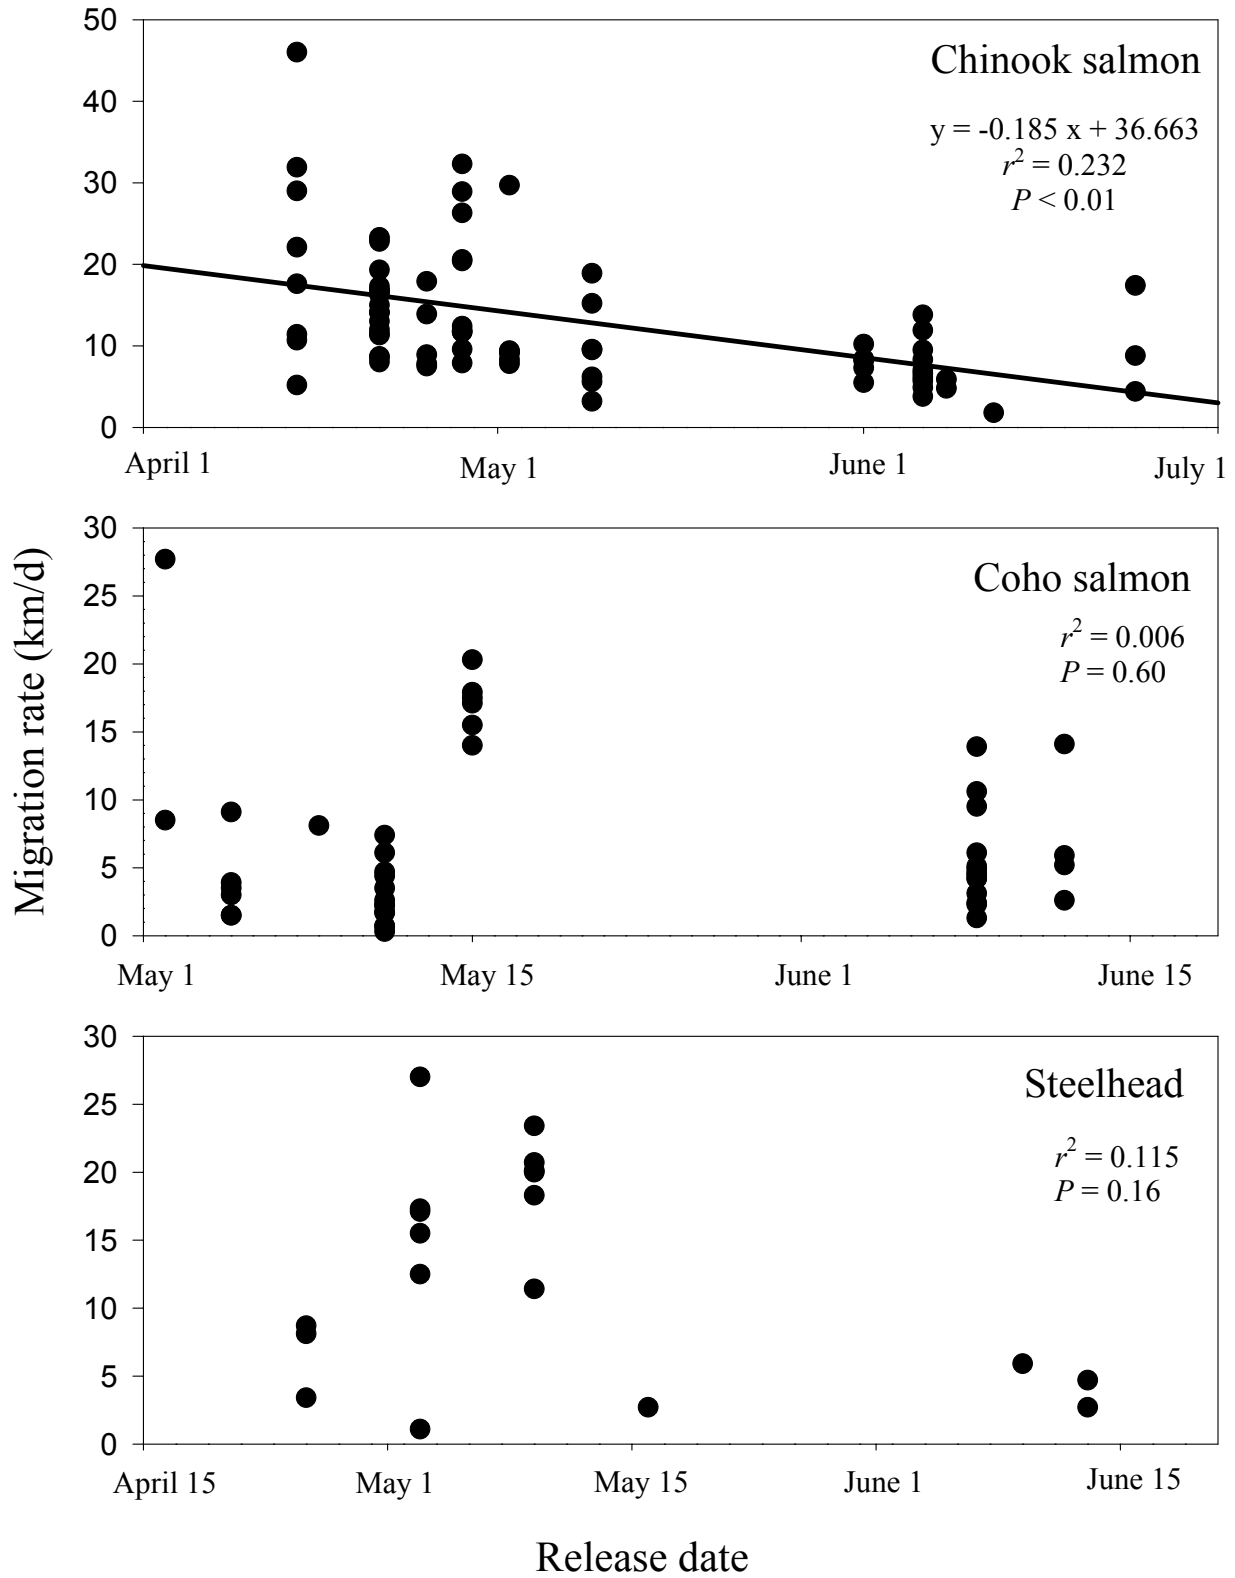 50
40
30
20
10
0
Chinook salmon
y = -0.185 x + 36.663
r² = 0.232
P < 0.01
April 1 May 1 June 1 July 1
Migration rate (km/d)
30
25
20
15
10
5
0
Coho salmon
r² = 0.006
P = 0.60
May 1 May 15 June 1 June 15
30
25
20
15
10
5
0
Steelhead
r² = 0.115
P = 0.16
April 15 May 1 May 15 June 1 June 15
Release date